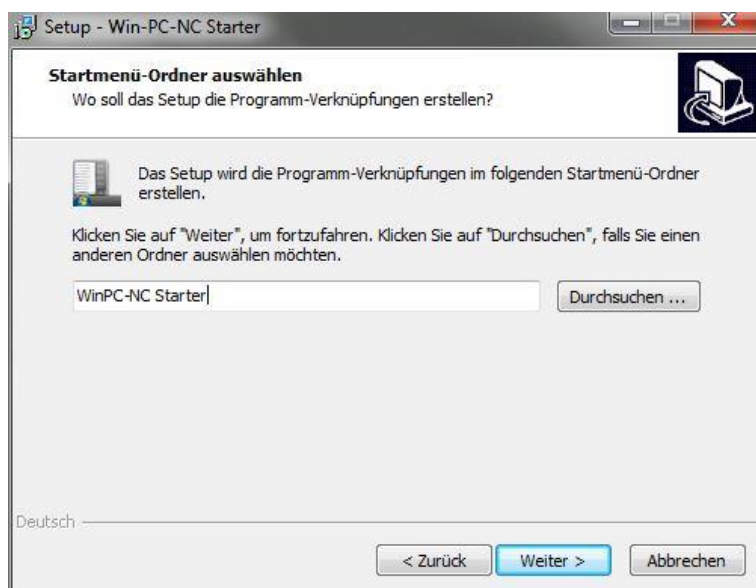 Setup - Win-PC-NC Starter
Startmenü-Ordner auswählen
Wo soll das Setup die Programm-Verknüpfungen erstellen?
Das Setup wird die Programm-Verknüpfungen im folgenden Startmenü-Ordner
erstellen.
Klicken Sie auf "Weiter", um fortzufahren. Klicken Sie auf "Durchsuchen", falls Sie einen
anderen Ordner auswählen möchten.
WinPC-NC Starter
Durchsuchen ...
Deutsch
< Zurück
Weiter >
Abbrechen